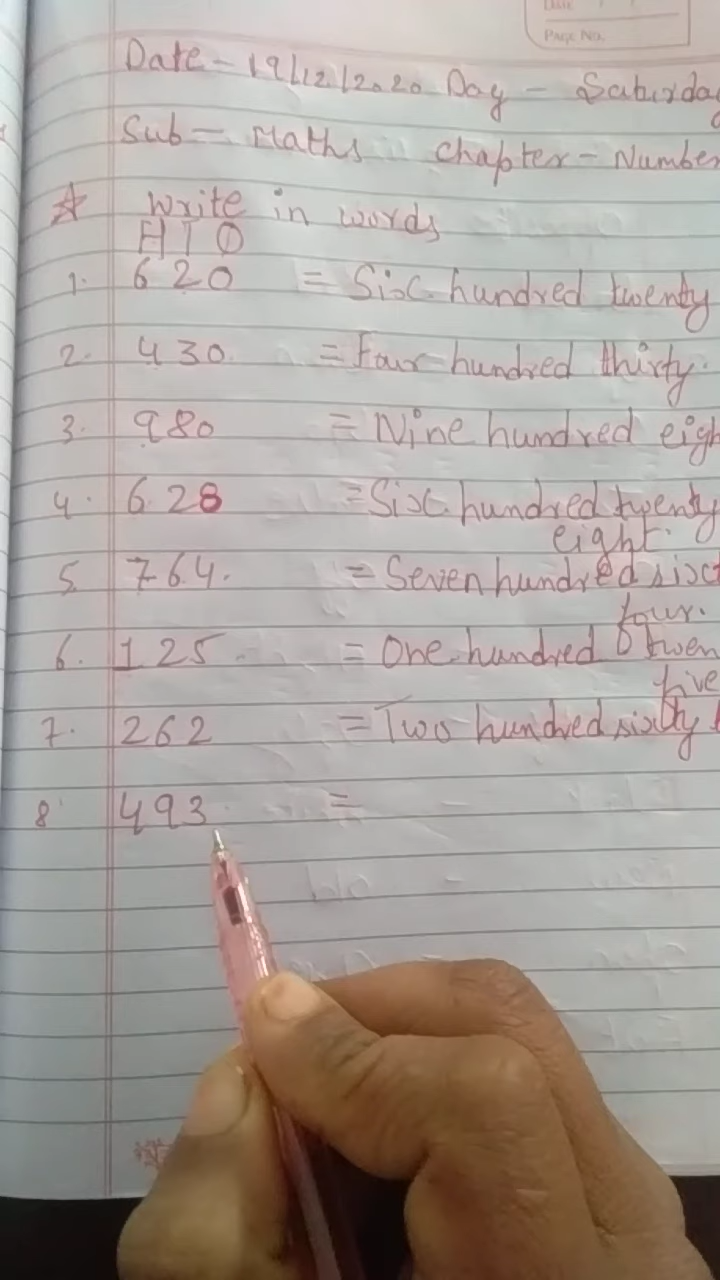 Date
PAGE NO.
Date - 19/12/2020 Day - Saturday
Sub - Maths chapter - Number
☆ Write in words
H T O
1. 620 = Six hundred twenty
2. 430. = Four hundred thirty.
3. 980 = Nine hundred eigh
4. 628 = Six hundred twenty
eight.
5. 764. = Seven hundred sixt
four.
6. 125 = One hundred twen
five
7. 262 = Two hundred sixty
8 493 =